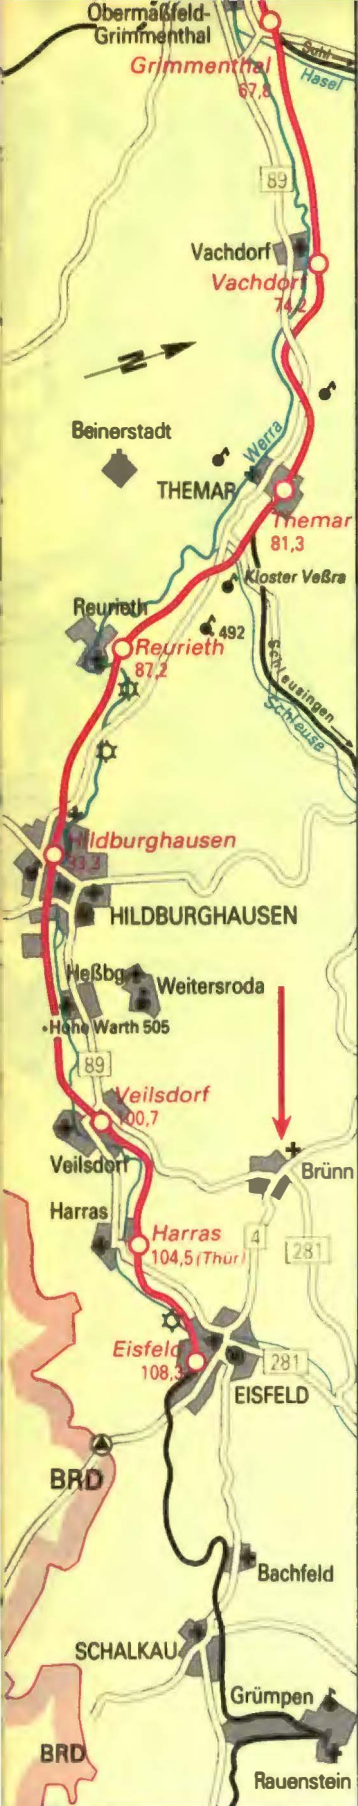 Obermaßfeld-
Grimmenthal
Grimmenthal
67,8
Suhl
Hasel
89
Vachdorf
Vachdorf
74,2
N
Beinerstadt
Werra
THEMAR
Themar
81,3
Kloster Veßra
Reurieth
492
Reurieth
87,2
Schleusingen
Schleuse
Hildburghausen
93,3
HILDBURGHAUSEN
Heßbg
Weitersroda
Hohe Warth 505
89
Veilsdorf
100,7
Veilsdorf
Brünn
Harras
Harras
104,5 (Thür)
4
281
Eisfeld
108,3
281
EISFELD
BRD
Bachfeld
SCHALKAU
Grümpen
BRD
Rauenstein